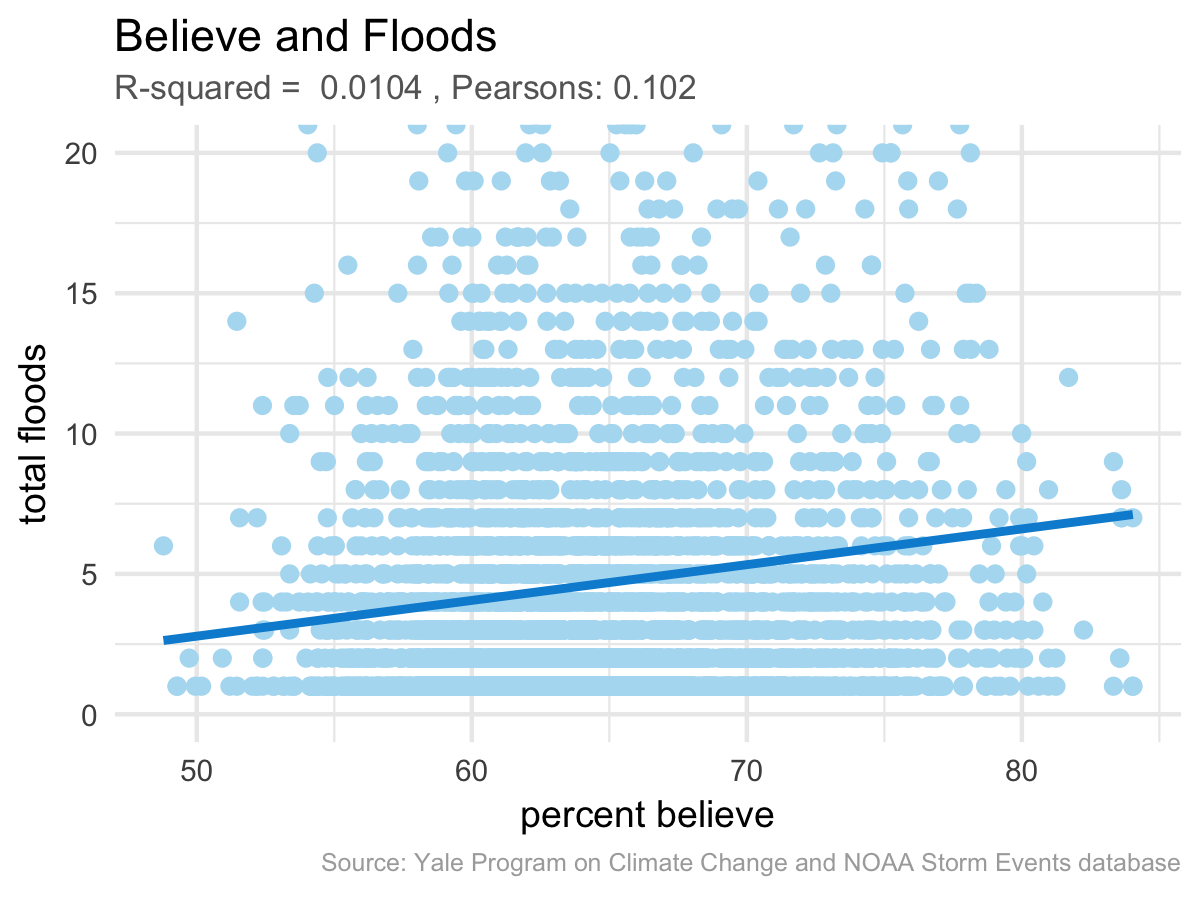 Believe and Floods
R-squared =  0.0104 , Pearsons: 0.102
20
15
10
5
0
total floods
50 60 70 80
percent believe
Source: Yale Program on Climate Change and NOAA Storm Events database